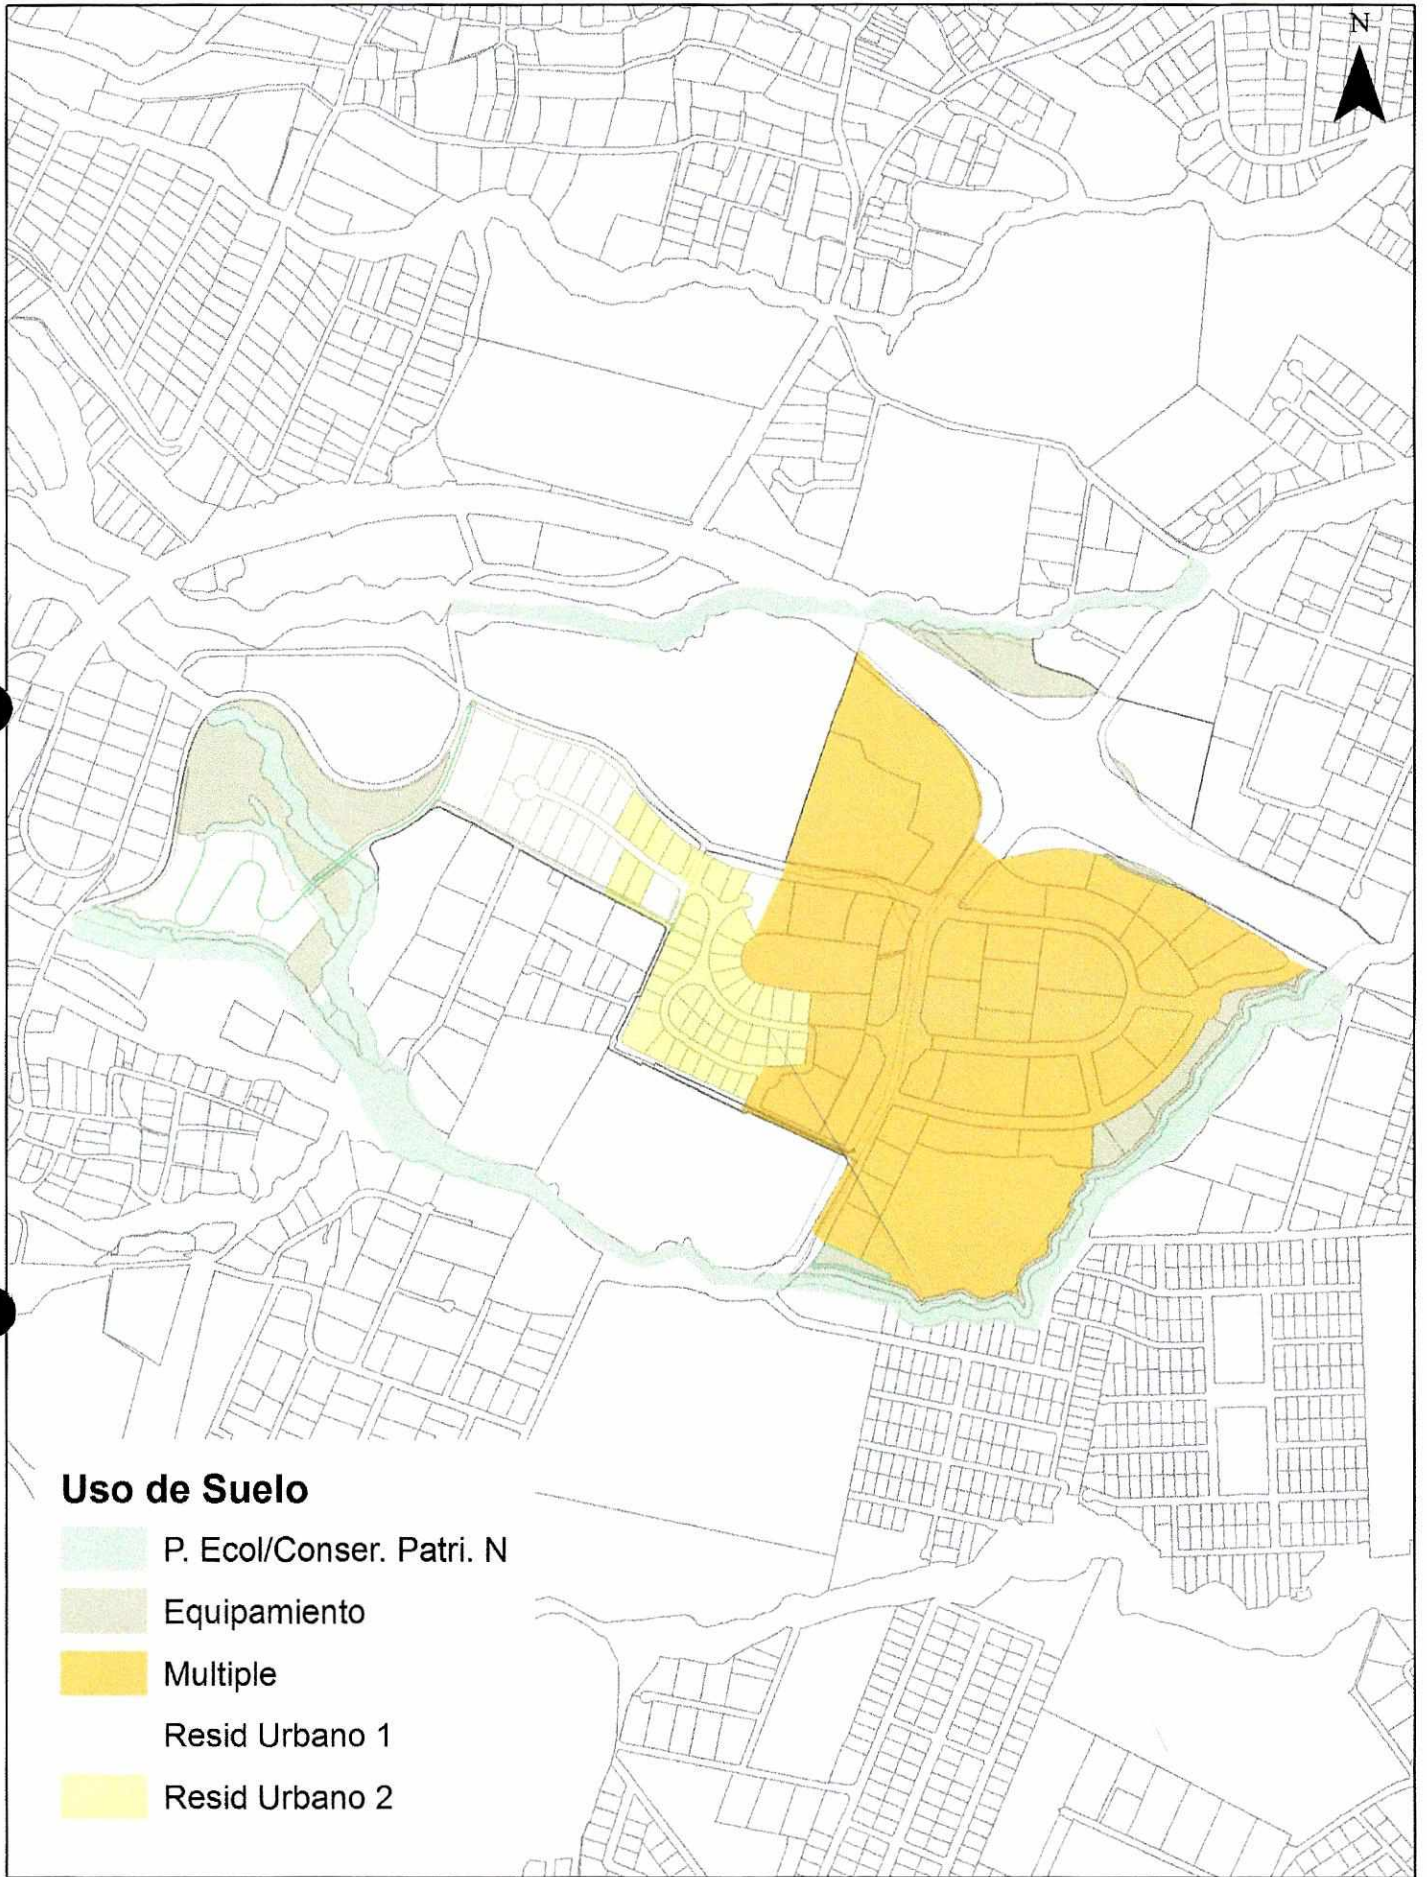 N
Uso de Suelo
P. Ecol/Conser. Patri. N
Equipamiento
Multiple
Resid Urbano 1
Resid Urbano 2